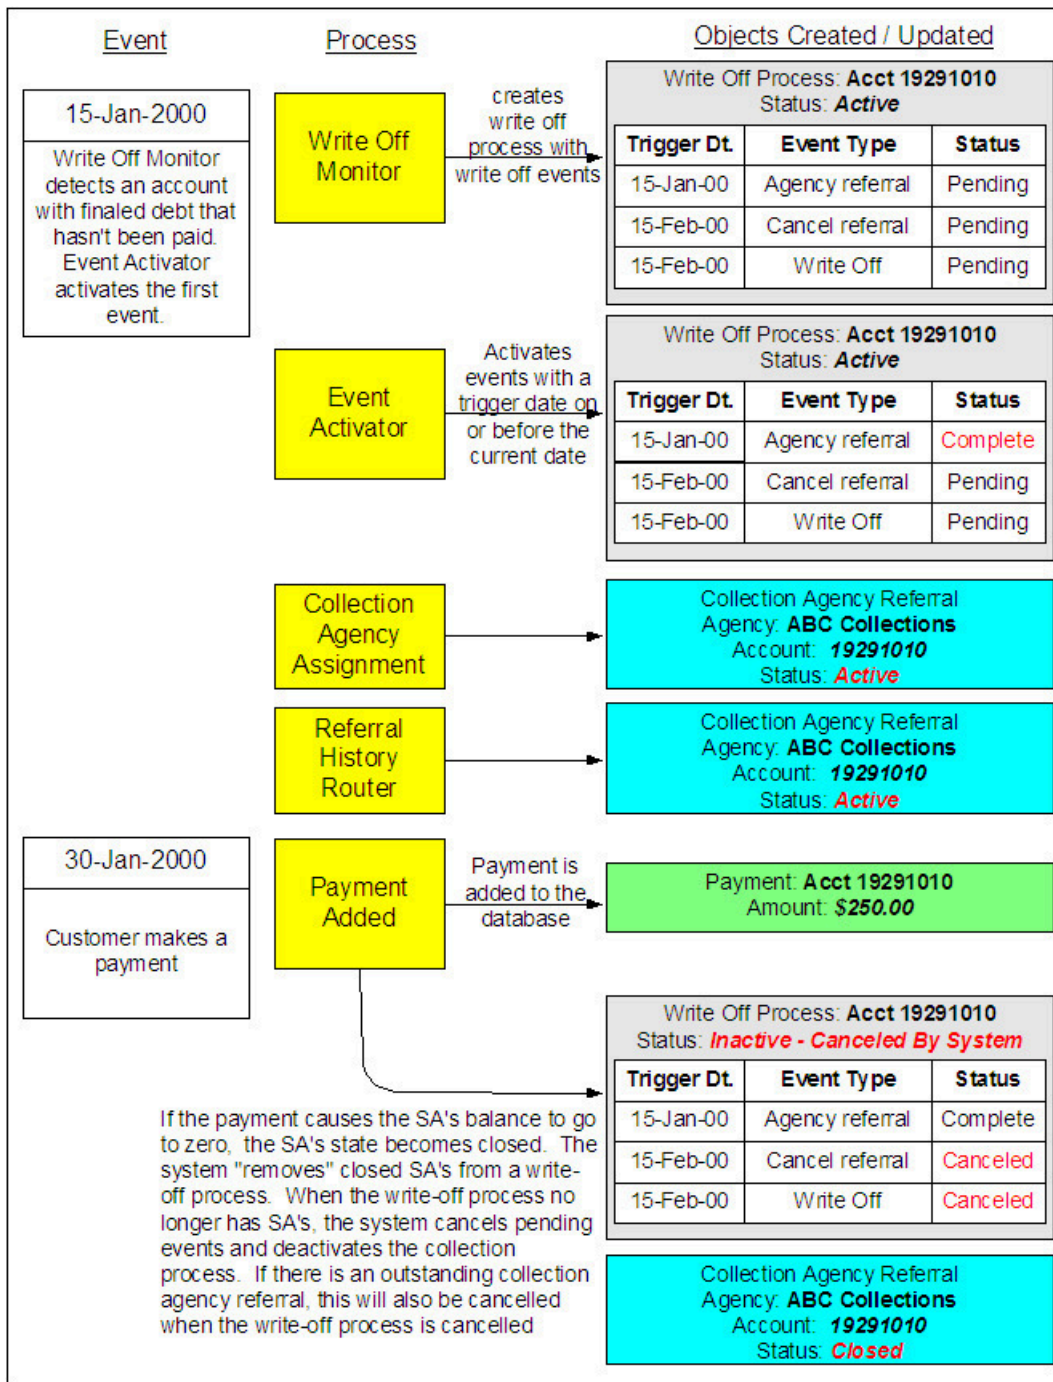 Event
Process
Objects Created / Updated
15-Jan-2000
Write Off Monitor
detects an account
with finaled debt that
hasn't been paid.
Event Activator
activates the first
event.
Write Off
Monitor
creates
write off
process with
write off events
Write Off Process: Acct 19291010
Status: Active
Trigger Dt. Event Type Status
15-Jan-00 Agency referral Pending
15-Feb-00 Cancel referral Pending
15-Feb-00 Write Off Pending
Event
Activator
Activates
events with a
trigger date on
or before the
current date
Write Off Process: Acct 19291010
Status: Active
Trigger Dt. Event Type Status
15-Jan-00 Agency referral Complete
15-Feb-00 Cancel referral Pending
15-Feb-00 Write Off Pending
Collection
Agency
Assignment
Collection Agency Referral
Agency: ABC Collections
Account: 19291010
Status: Active
Referral
History
Router
Collection Agency Referral
Agency: ABC Collections
Account: 19291010
Status: Active
30-Jan-2000
Customer makes a
payment
Payment
Added
Payment is
added to the
database
Payment: Acct 19291010
Amount: $250.00
Write Off Process: Acct 19291010
Status: Inactive - Canceled By System
Trigger Dt. Event Type Status
15-Jan-00 Agency referral Complete
15-Feb-00 Cancel referral Canceled
15-Feb-00 Write Off Canceled
If the payment causes the SA's balance to go
to zero, the SA's state becomes closed. The
system "removes" closed SA's from a write-
off process. When the write-off process no
longer has SA's, the system cancels pending
events and deactivates the collection
process. If there is an outstanding collection
agency referral, this will also be cancelled
when the write-off process is cancelled
Collection Agency Referral
Agency: ABC Collections
Account: 19291010
Status: Closed